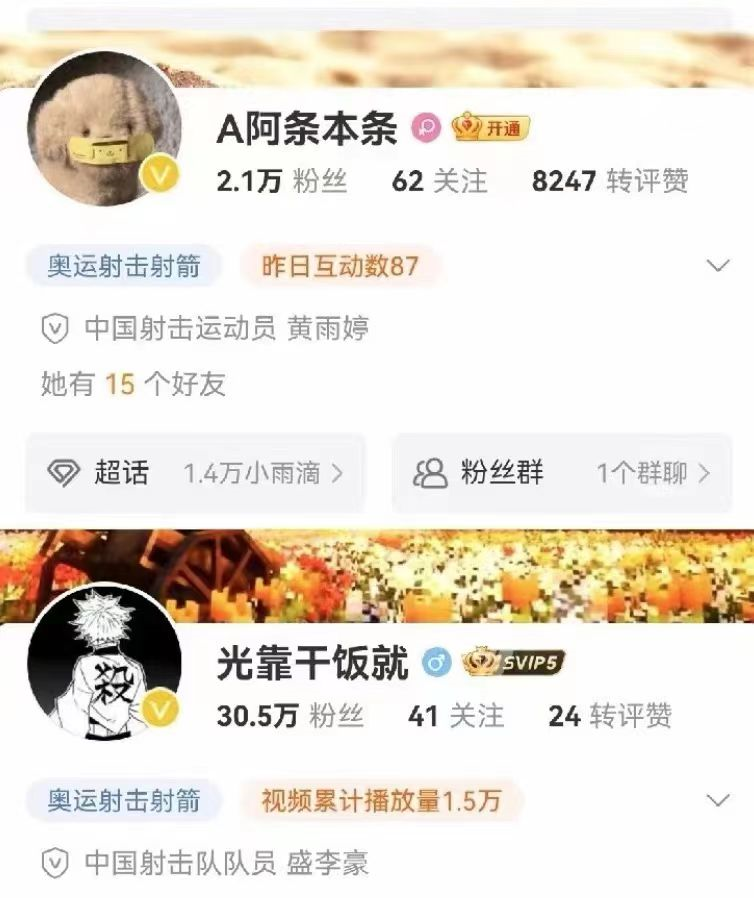 A阿条本条 开通
2.1万 粉丝 62 关注 8247 转评赞
奥运射击射箭 昨日互动数87
中国射击运动员 黄雨婷
她有 15 个好友
超话 1.4万小雨滴 粉丝群 1个群聊
殺
光靠干饭就 SVIP5
30.5万 粉丝 41 关注 24 转评赞
奥运射击射箭 视频累计播放量1.5万
中国射击队队员 盛李豪